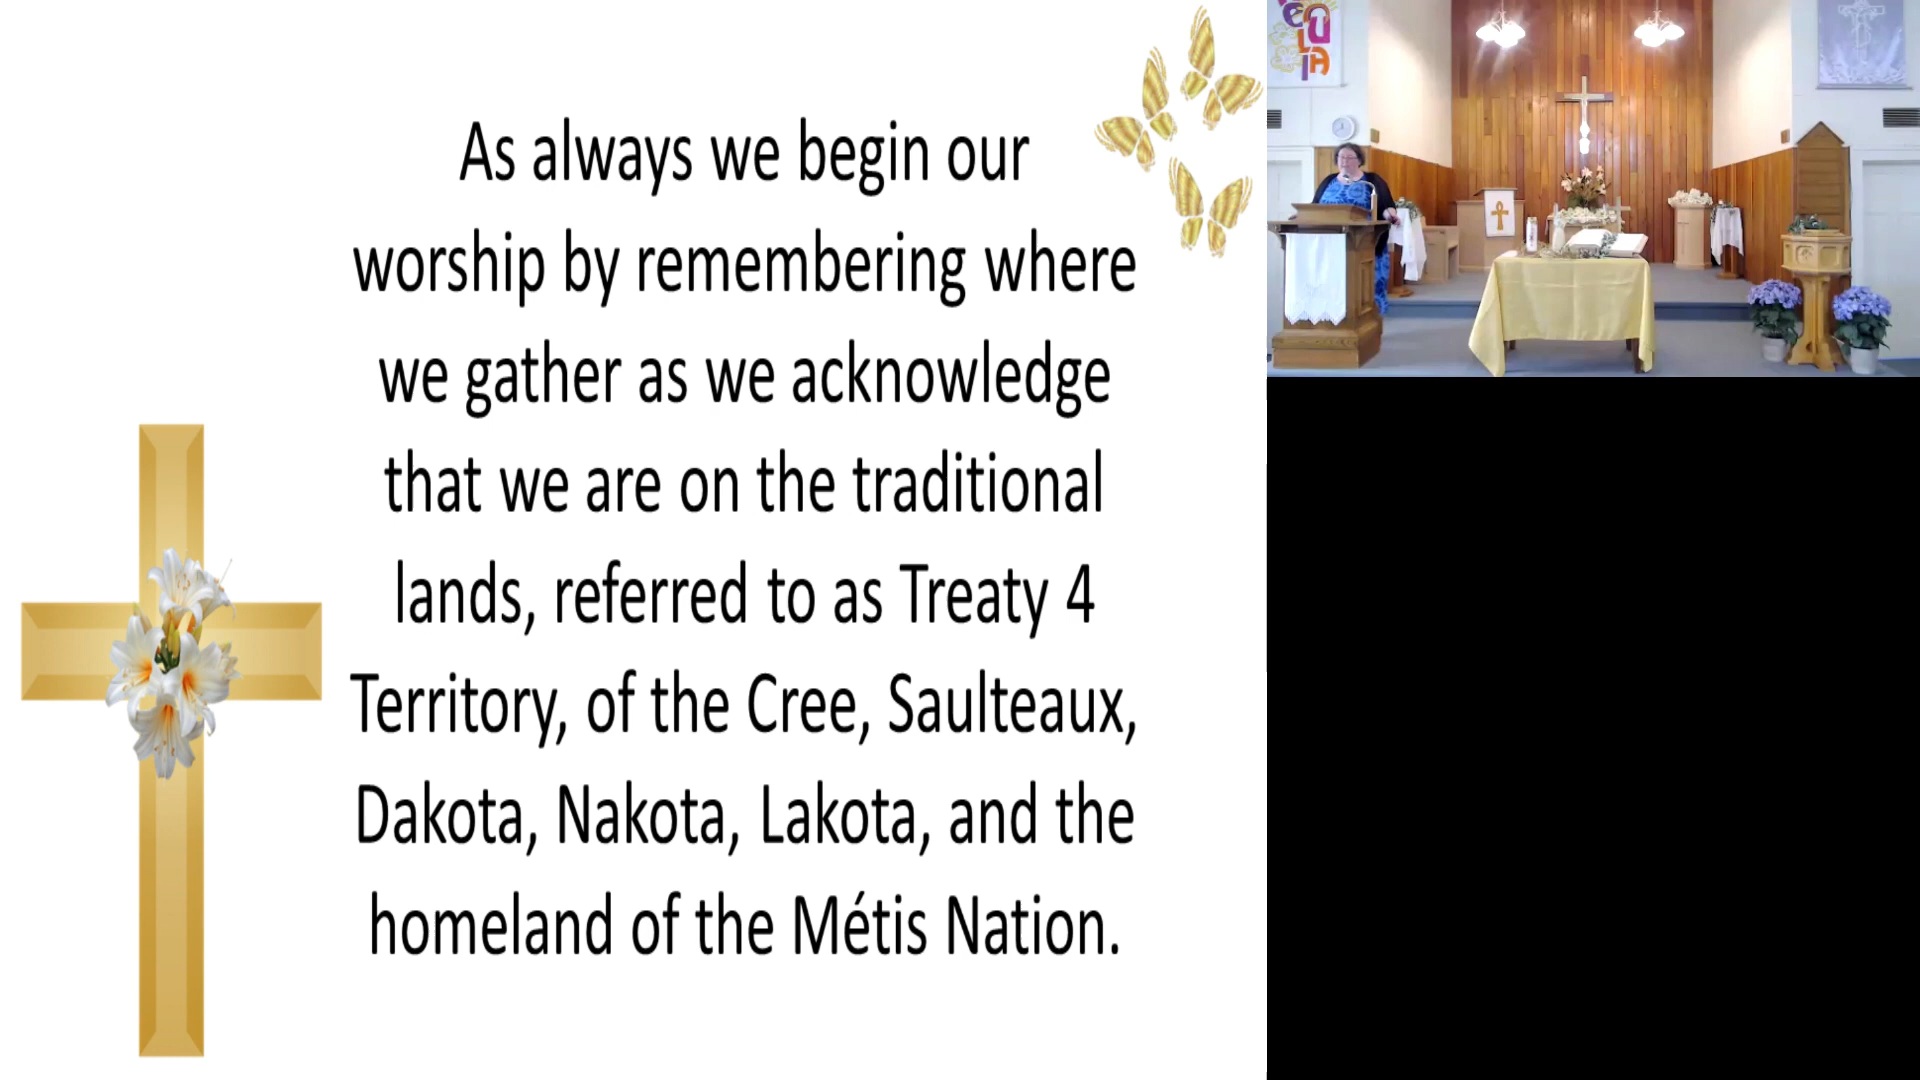 As always we begin our
worship by remembering where
we gather as we acknowledge
that we are on the traditional
lands, referred to as Treaty 4
Territory, of the Cree, Saulteaux,
Dakota, Nakota, Lakota, and the
homeland of the Métis Nation.